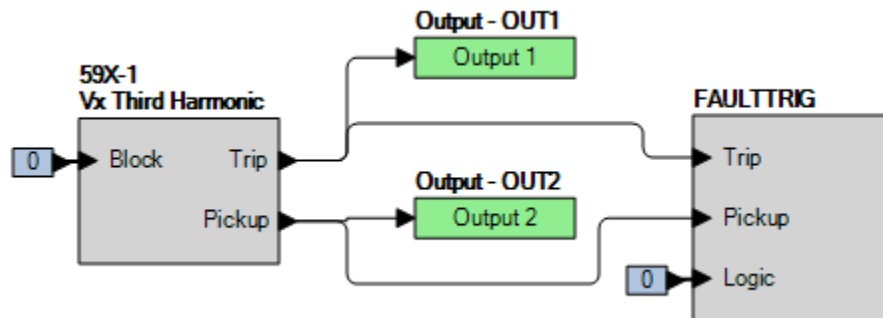 Output - OUT1
Output 1
59X-1
Vx Third Harmonic
FAULTTRIG
0
Block
Trip
Trip
Output - OUT2
Pickup
Output 2
Pickup
0
Logic